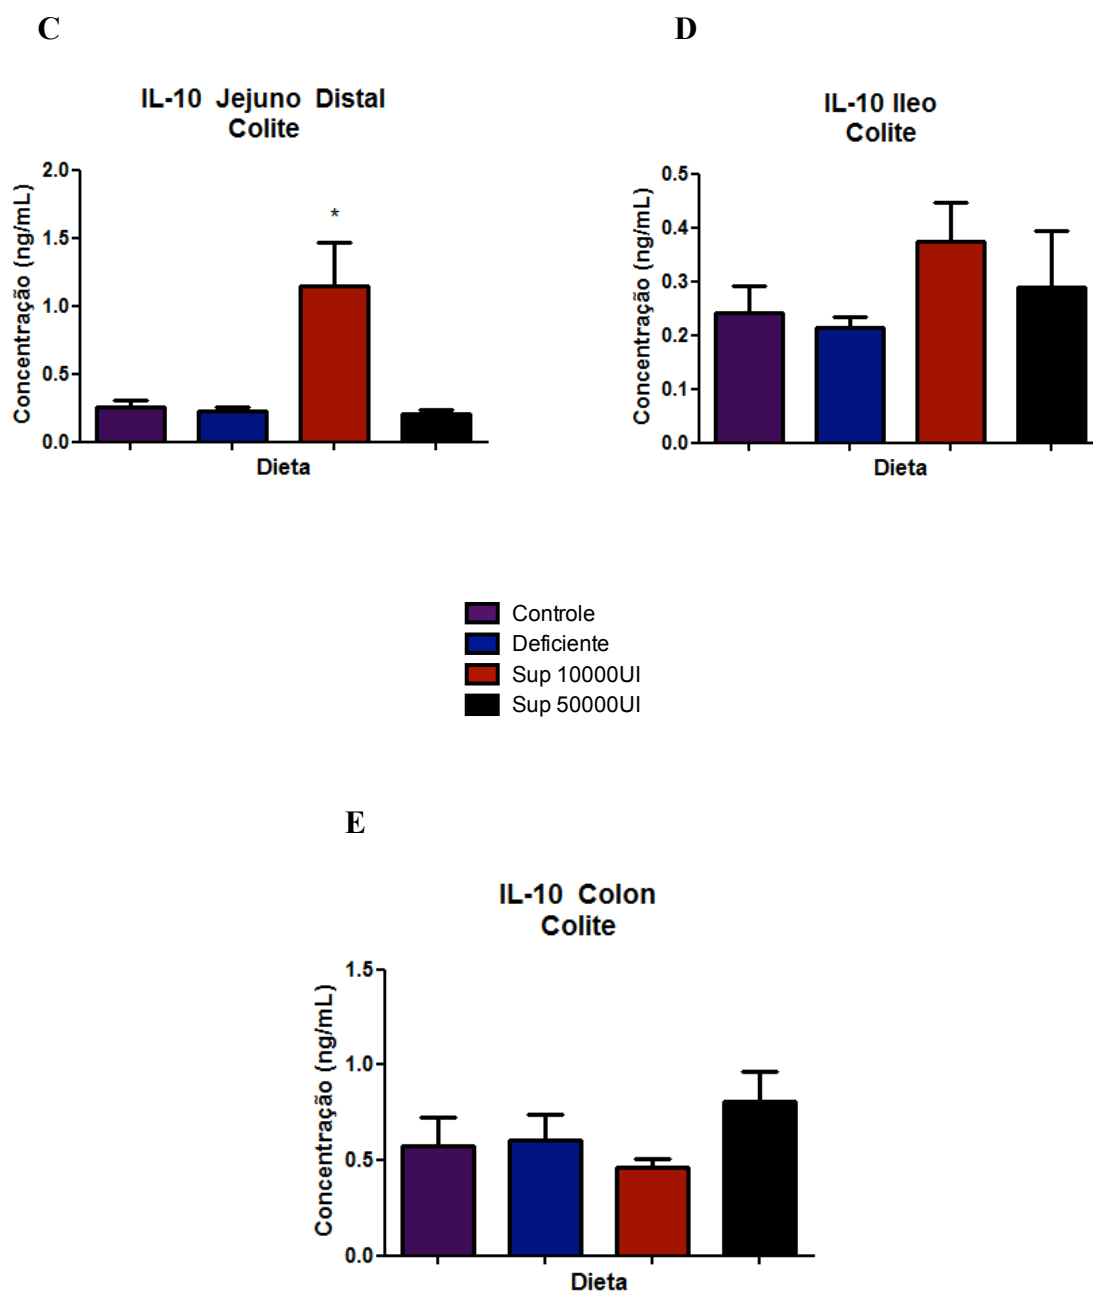 C
IL-10 Jejuno Distal
Colite
Concentração (ng/mL)
2.0
1.5
1.0
0.5
0.0
*
Dieta
D
IL-10 Ileo
Colite
Concentração (ng/mL)
0.5
0.4
0.3
0.2
0.1
0.0
Dieta
Controle
Deficiente
Sup 10000UI
Sup 50000UI
E
IL-10 Colon
Colite
Concentração (ng/mL)
1.5
1.0
0.5
0.0
Dieta